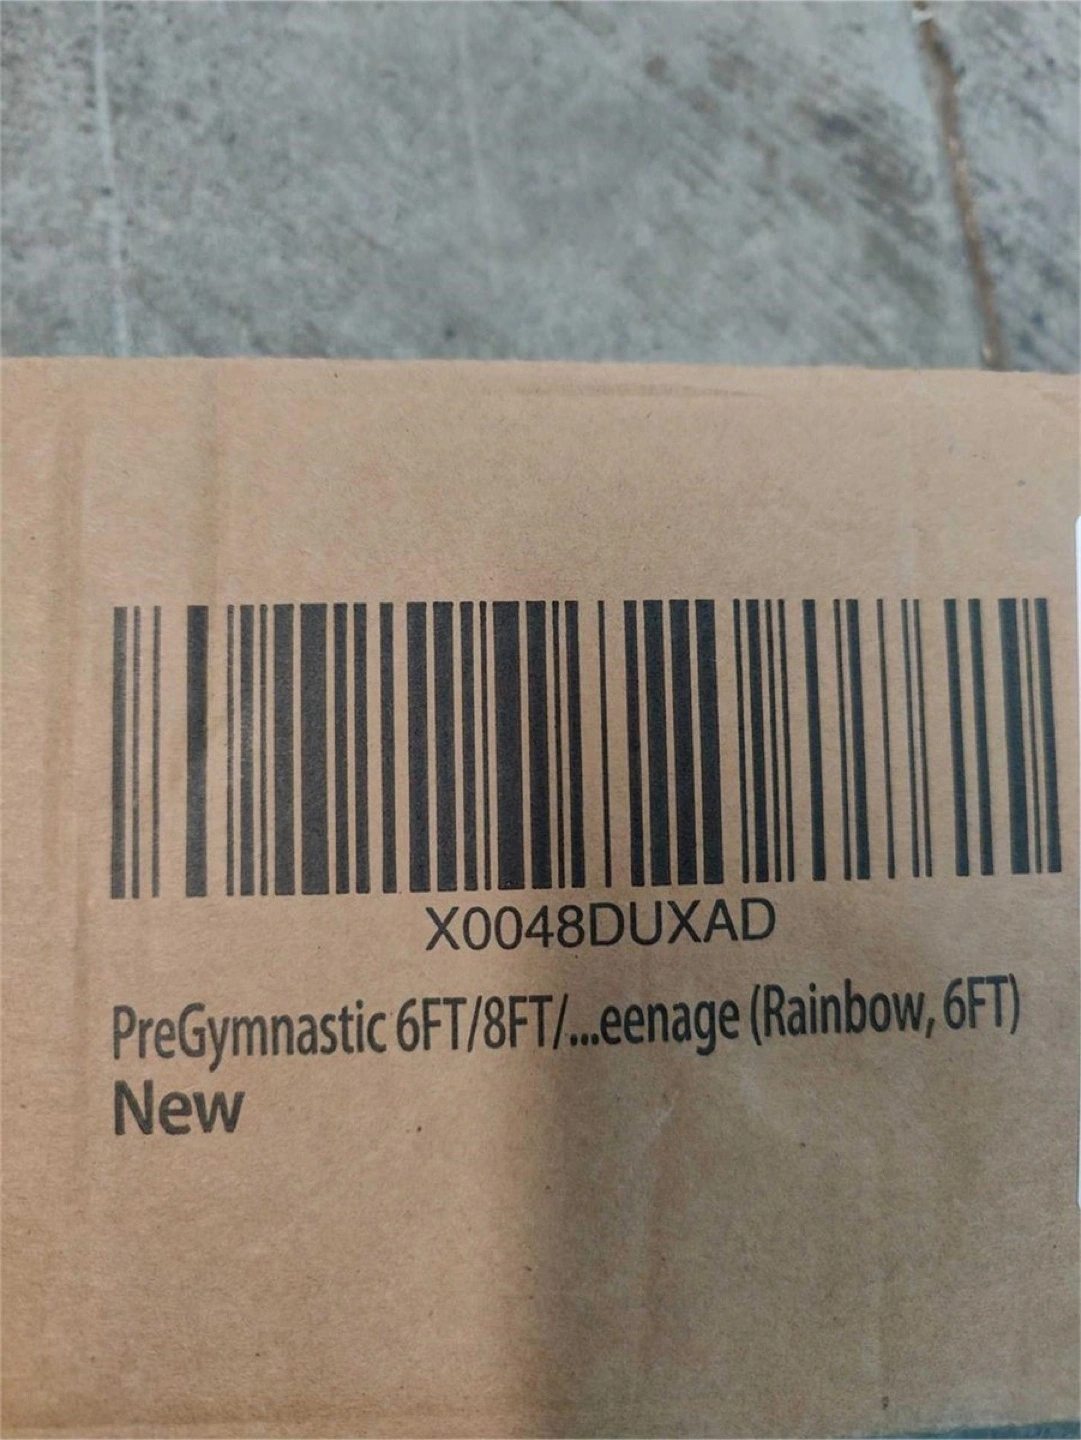 X0048DUXAD
PreGymnastic 6FT/8FT/...eenage (Rainbow, 6FT)
New